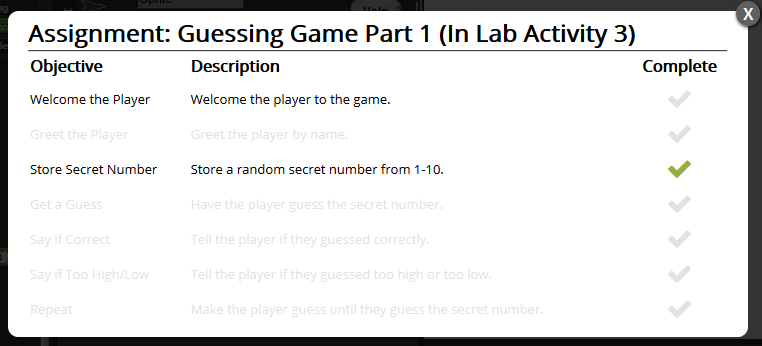 X
Assignment: Guessing Game Part 1 (In Lab Activity 3)
Objective Description Complete
Welcome the Player Welcome the player to the game.
Greet the Player Greet the player by name.
Store Secret Number Store a random secret number from 1-10.
Get a Guess Have the player guess the secret number.
Say if Correct Tell the player if they guessed correctly.
Say if Too High/Low Tell the player if they guessed too high or too low.
Repeat Make the player guess until they guess the secret number.